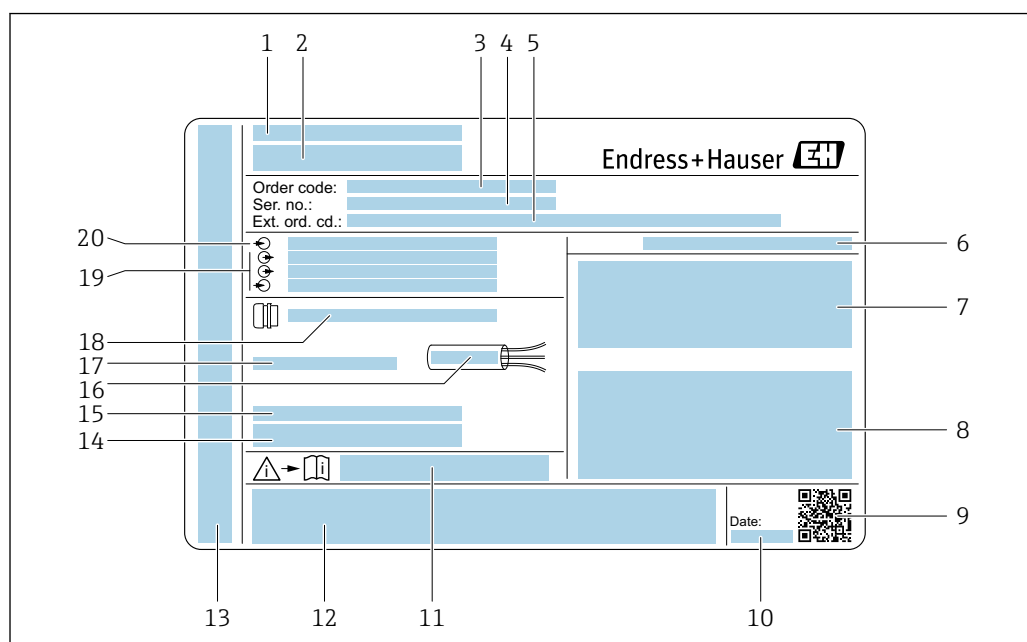 1 2 3 4 5
Endress+Hauser EH
Order code:
Ser. no.:
Ext. ord. cd.:
20
19
18
17
16
15
14
6
7
8
i i
Date:
9
13 12 11 10